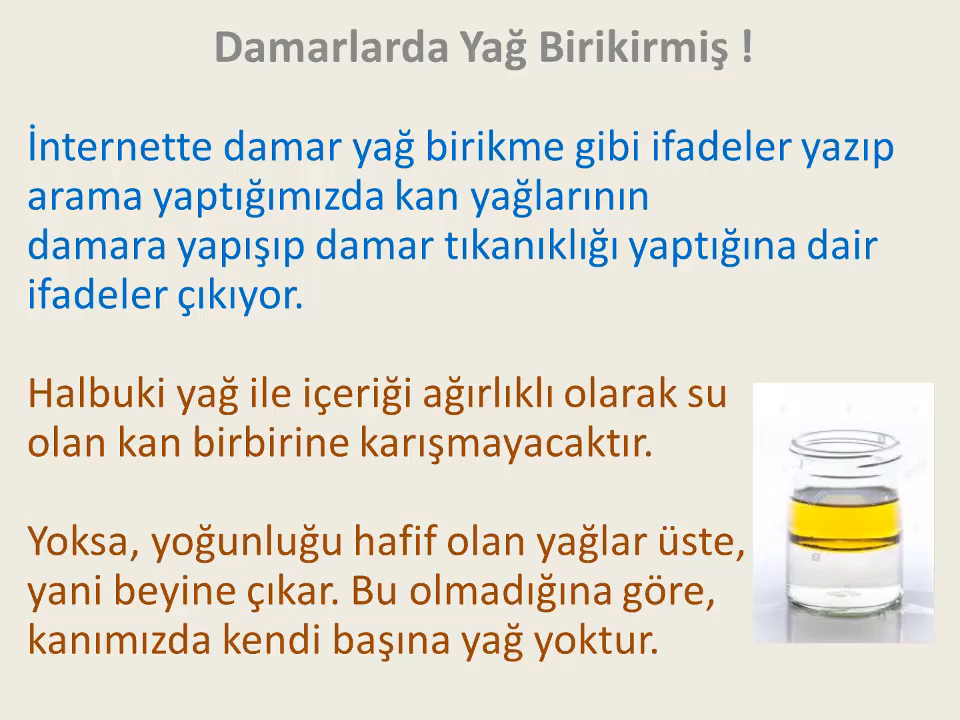 Damarlarda Yağ Birikirmiş !
İnternette damar yağ birikme gibi ifadeler yazıp
arama yaptığımızda kan yağlarının
damara yapışıp damar tıkanıklığı yaptığına dair
ifadeler çıkıyor.
Halbuki yağ ile içeriği ağırlıklı olarak su
olan kan birbirine karışmayacaktır.
Yoksa, yoğunluğu hafif olan yağlar üste,
yani beyine çıkar. Bu olmadığına göre,
kanımızda kendi başına yağ yoktur.